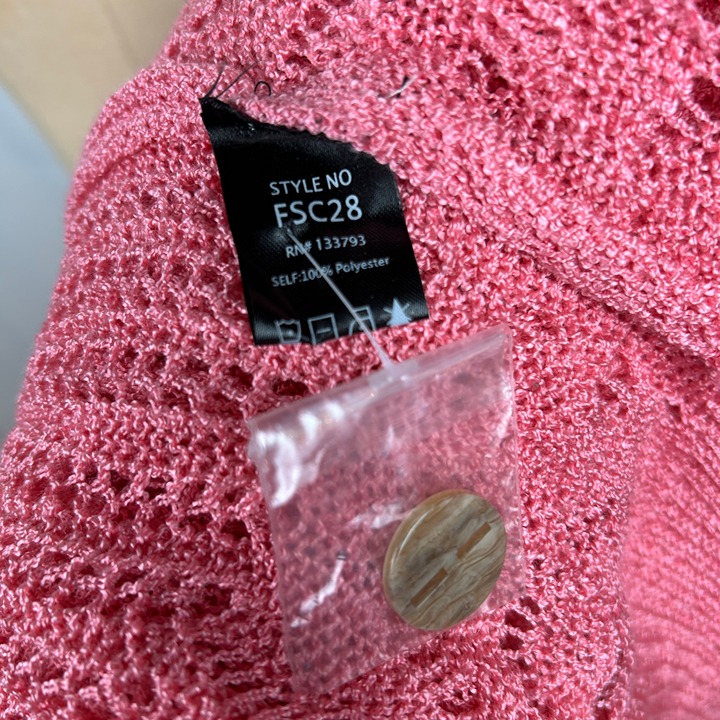 STYLE NO
FSC28
RN# 133793
SELF:100% Polyester